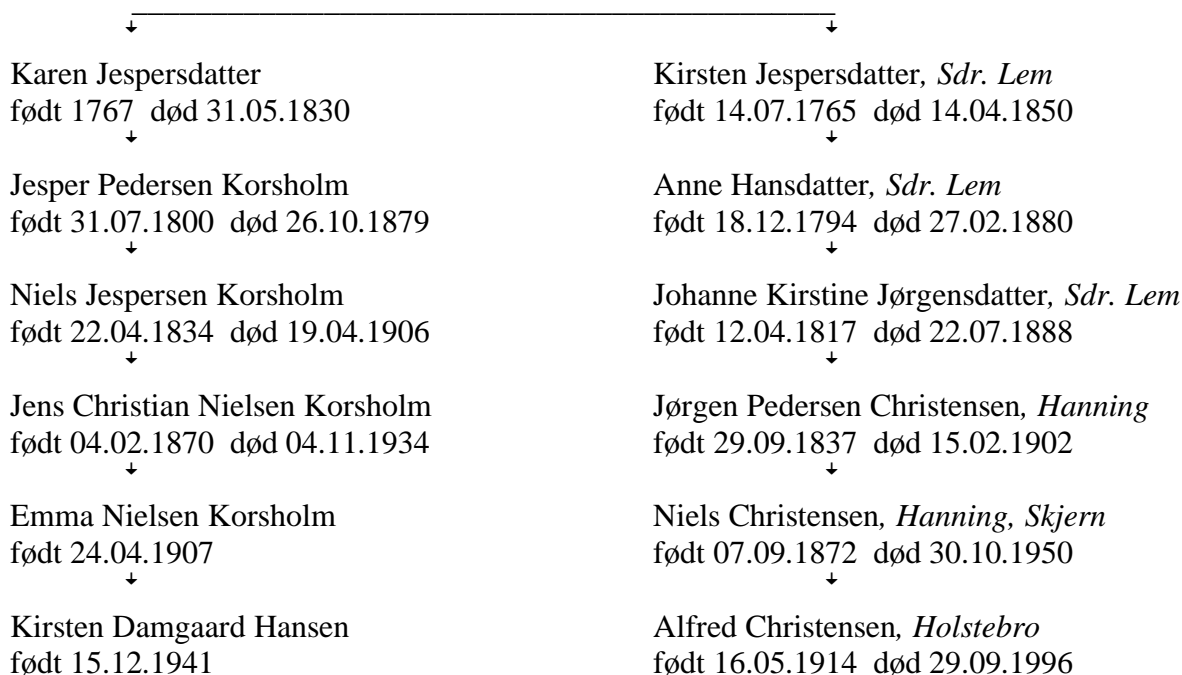 Karen Jespersdatter
født 1767 død 31.05.1830
Jesper Pedersen Korsholm
født 31.07.1800 død 26.10.1879
Niels Jespersen Korsholm
født 22.04.1834 død 19.04.1906
Jens Christian Nielsen Korsholm
født 04.02.1870 død 04.11.1934
Emma Nielsen Korsholm
født 24.04.1907
Kirsten Damgaard Hansen
født 15.12.1941
Kirsten Jespersdatter, Sdr. Lem
født 14.07.1765 død 14.04.1850
Anne Hansdatter, Sdr. Lem
født 18.12.1794 død 27.02.1880
Johanne Kirstine Jørgensdatter, Sdr. Lem
født 12.04.1817 død 22.07.1888
Jørgen Pedersen Christensen, Hanning
født 29.09.1837 død 15.02.1902
Niels Christensen, Hanning, Skjern
født 07.09.1872 død 30.10.1950
Alfred Christensen, Holstebro
født 16.05.1914 død 29.09.1996